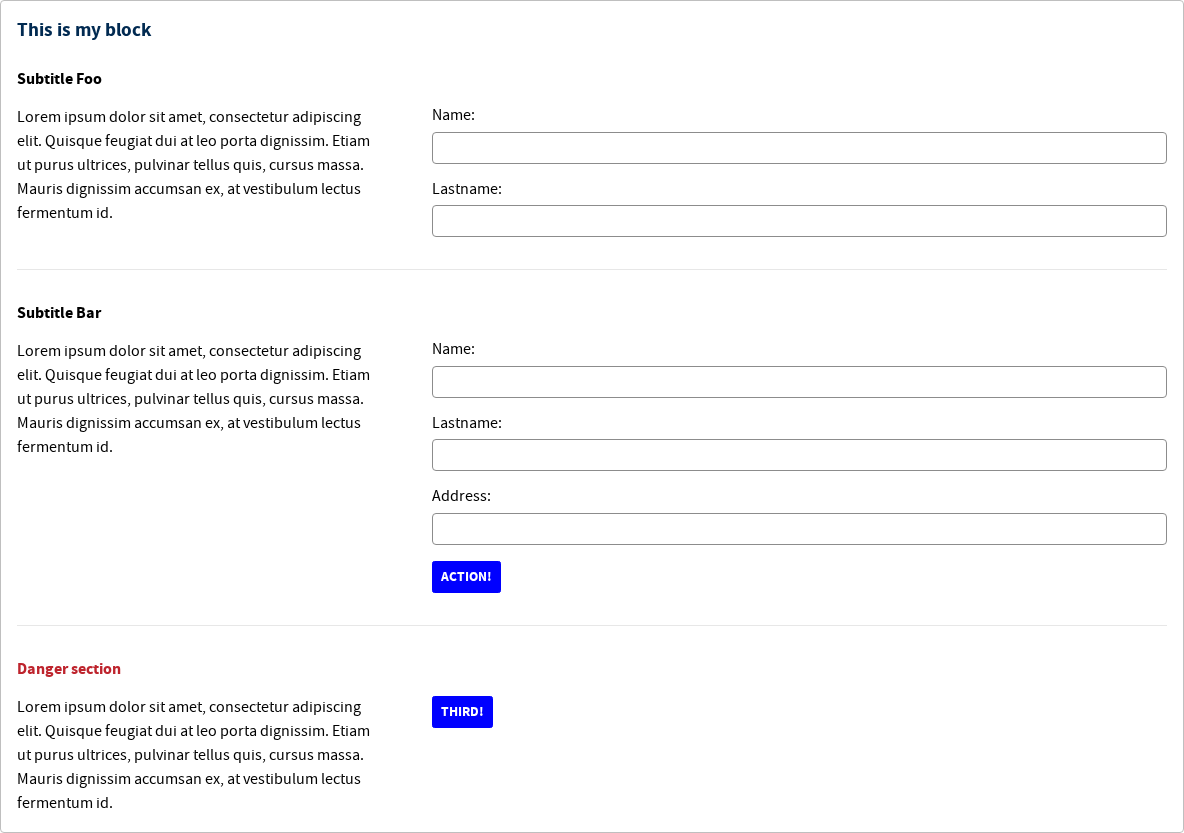 This is my block
Subtitle Foo
Lorem ipsum dolor sit amet, consectetur adipiscing
elit. Quisque feugiat dui at leo porta dignissim. Etiam
ut purus ultrices, pulvinar tellus quis, cursus massa.
Mauris dignissim accumsan ex, at vestibulum lectus
fermentum id.
Name:
Lastname:
Subtitle Bar
Lorem ipsum dolor sit amet, consectetur adipiscing
elit. Quisque feugiat dui at leo porta dignissim. Etiam
ut purus ultrices, pulvinar tellus quis, cursus massa.
Mauris dignissim accumsan ex, at vestibulum lectus
fermentum id.
Name:
Lastname:
Address:
ACTION!
Danger section
Lorem ipsum dolor sit amet, consectetur adipiscing
elit. Quisque feugiat dui at leo porta dignissim. Etiam
ut purus ultrices, pulvinar tellus quis, cursus massa.
Mauris dignissim accumsan ex, at vestibulum lectus
fermentum id.
THIRD!